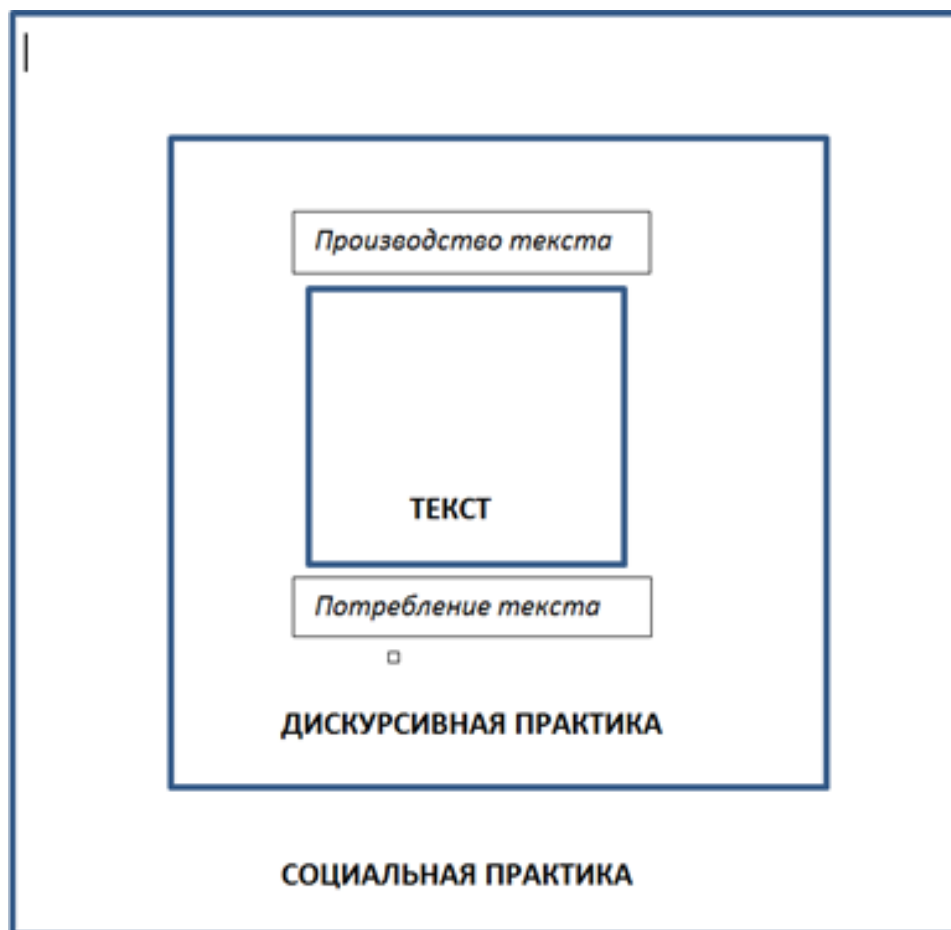 Производство текста
ТЕКСТ
Потребление текста
ДИСКУРСИВНАЯ ПРАКТИКА
СОЦИАЛЬНАЯ ПРАКТИКА